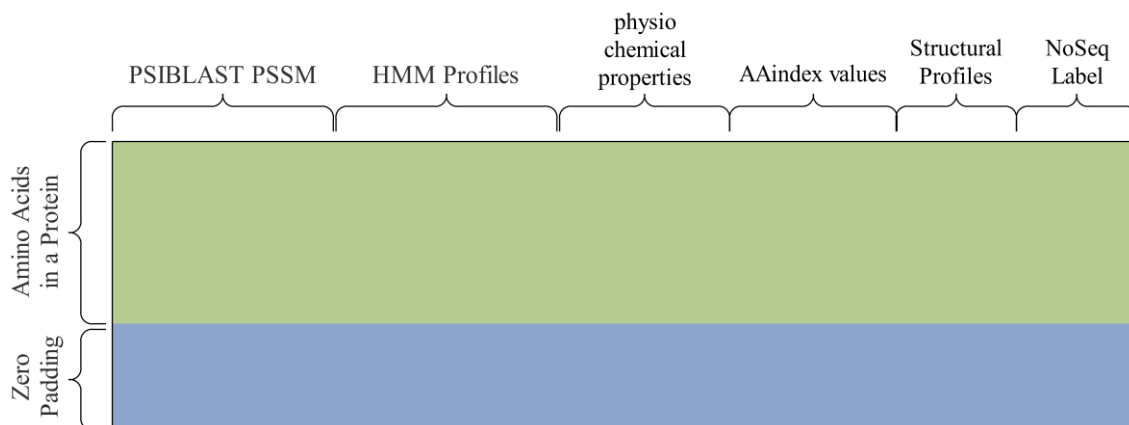 PSIBLAST PSSM
HMM Profiles
physio
chemical
properties
AAindex values
Structural
Profiles
NoSeq
Label
Amino Acids
in a Protein
Zero
Padding